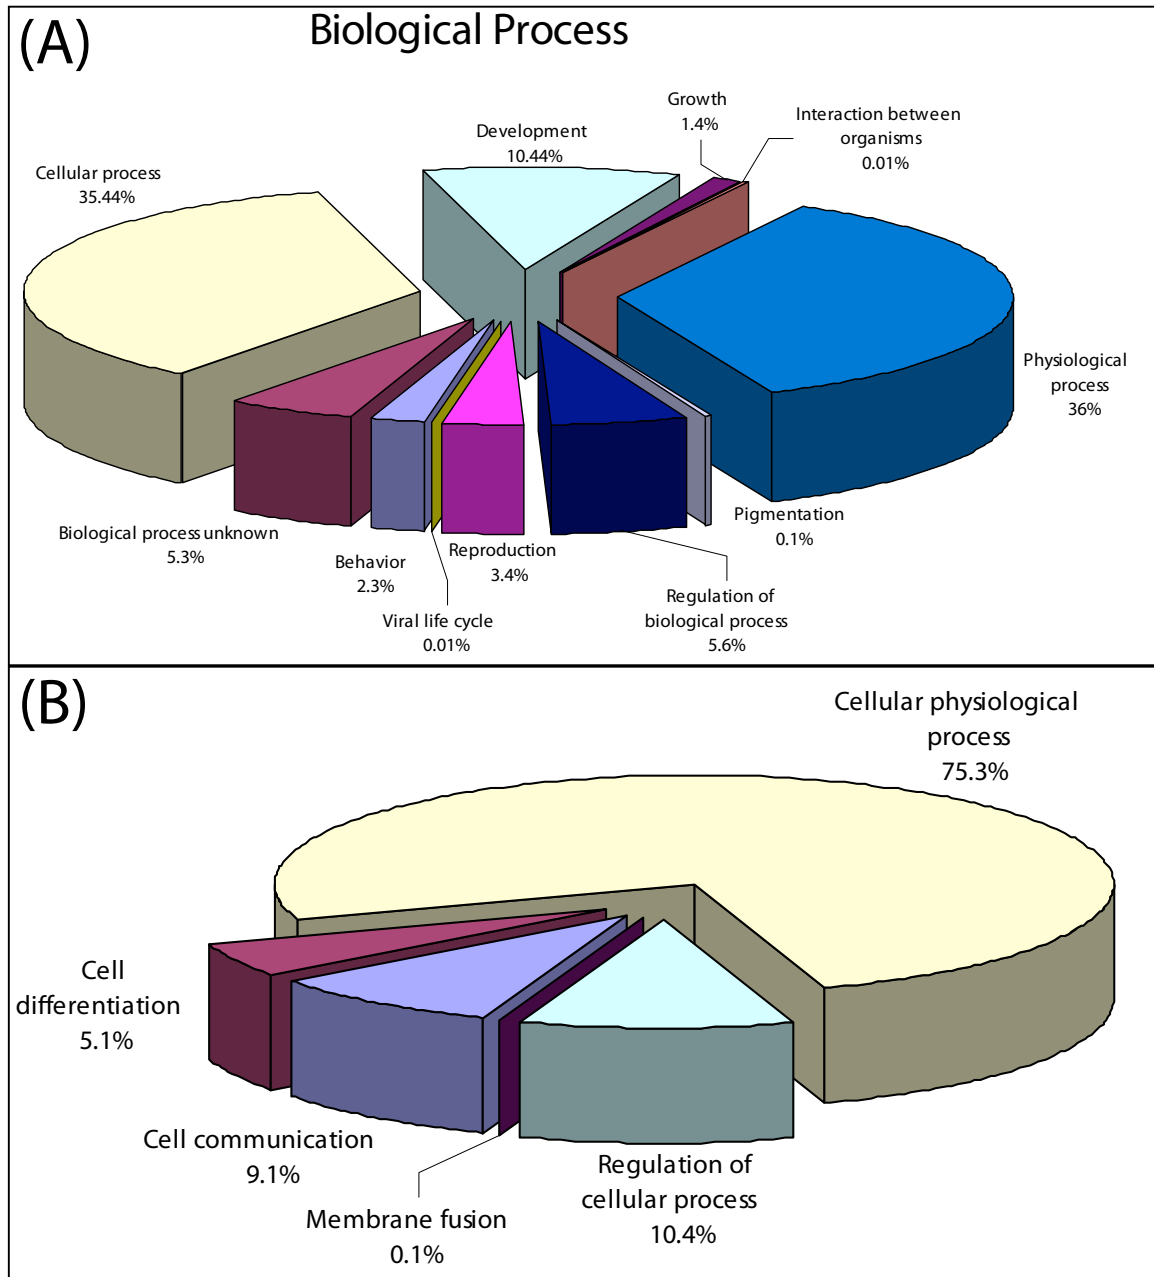 (A)
Biological Process
Growth
1.4%
Interaction between
organisms
0.01%
Development
10.44%
Cellular process
35.44%
Physiological
process
36%
Pigmentation
0.1%
Biological process unknown
5.3%
Behavior
2.3%
Reproduction
3.4%
Viral life cycle
0.01%
Regulation of
biological process
5.6%
(B)
Cellular physiological
process
75.3%
Cell
differentiation
5.1%
Cell communication
9.1%
Membrane fusion
0.1%
Regulation of
cellular process
10.4%